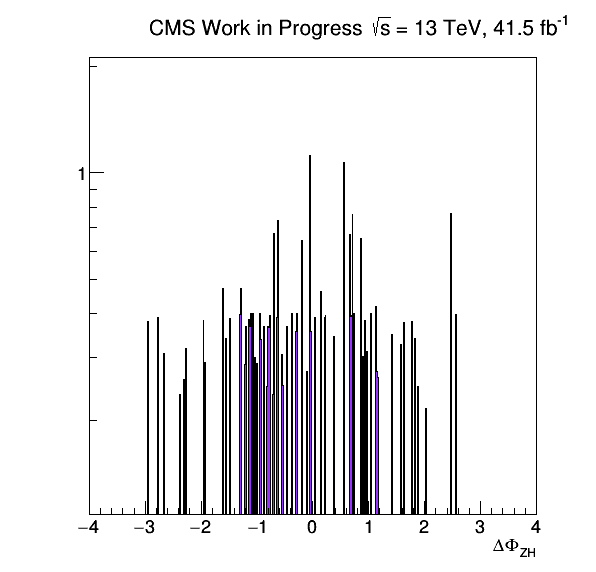 CMS Work in Progress √s = 13 TeV, 41.5 fb⁻¹
1
−4 −3 −2 −1 0 1 2 3 4
ΔΦ_ZH